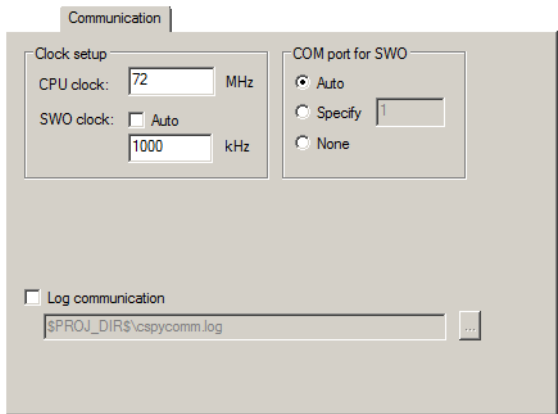 Communication
Clock setup
CPU clock: 72 MHz
SWO clock: Auto
1000 kHz
COM port for SWO
Auto
Specify 1
None
Log communication
$PROJ_DIR$\cspycomm.log
...